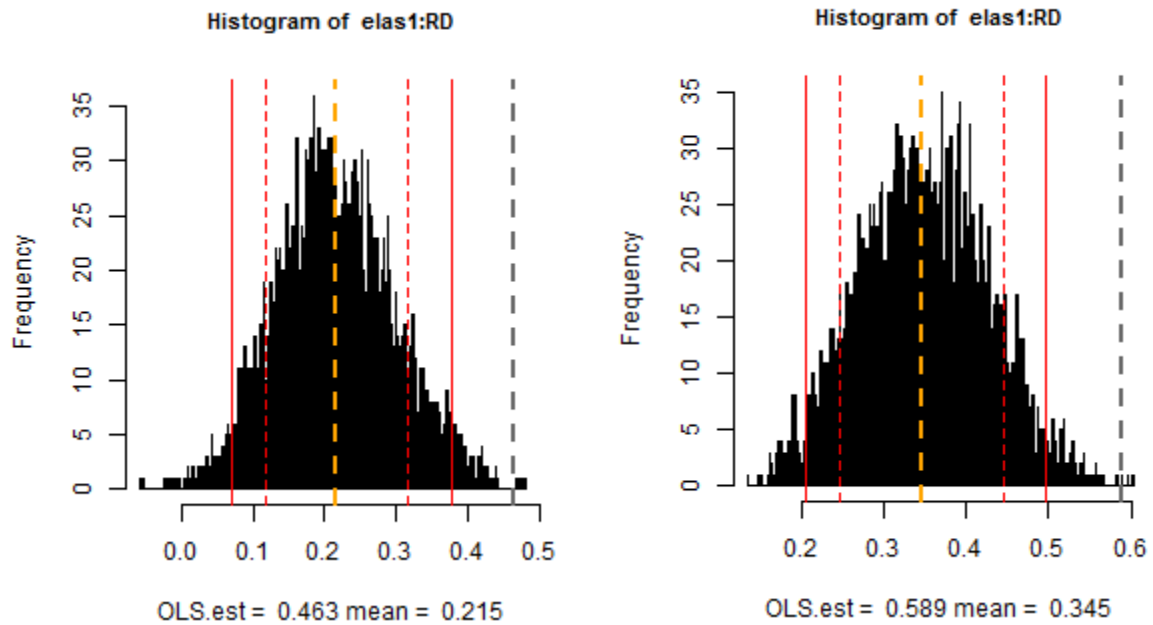 Histogram of elas1:RD
Frequency
35
30
25
20
15
10
5
0
0.0 0.1 0.2 0.3 0.4 0.5
OLS.est = 0.463 mean = 0.215
Histogram of elas1:RD
Frequency
35
30
25
20
15
10
5
0
0.2 0.3 0.4 0.5 0.6
OLS.est = 0.589 mean = 0.345